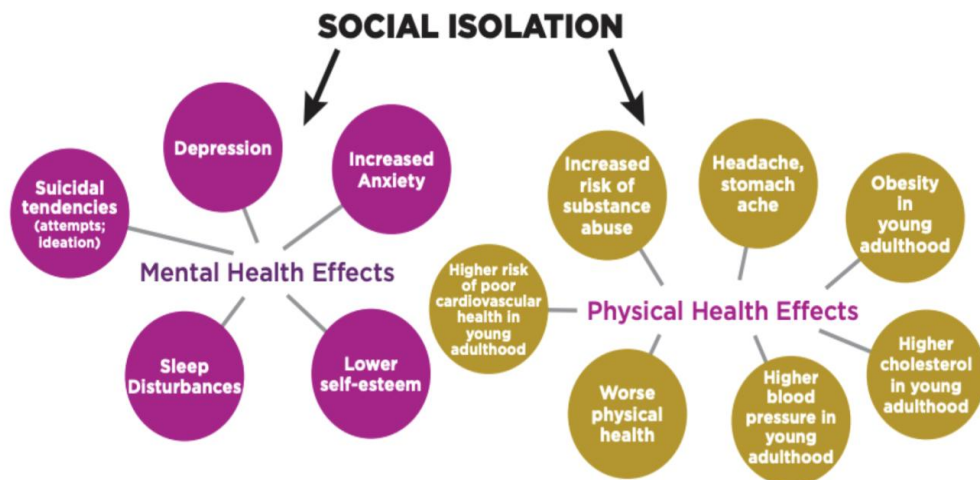 SOCIAL ISOLATION
Depression
Increased
Anxiety
Suicidal
tendencies
(attempts;
ideation)
Mental Health Effects
Sleep
Disturbances
Lower
self-esteem
Increased
risk of
substance
abuse
Headache,
stomach
ache
Obesity
in
young
adulthood
Higher risk
of poor
cardiovascular
health in
young
adulthood
Physical Health Effects
Worse
physical
health
Higher
blood
pressure in
young
adulthood
Higher
cholesterol
in young
adulthood